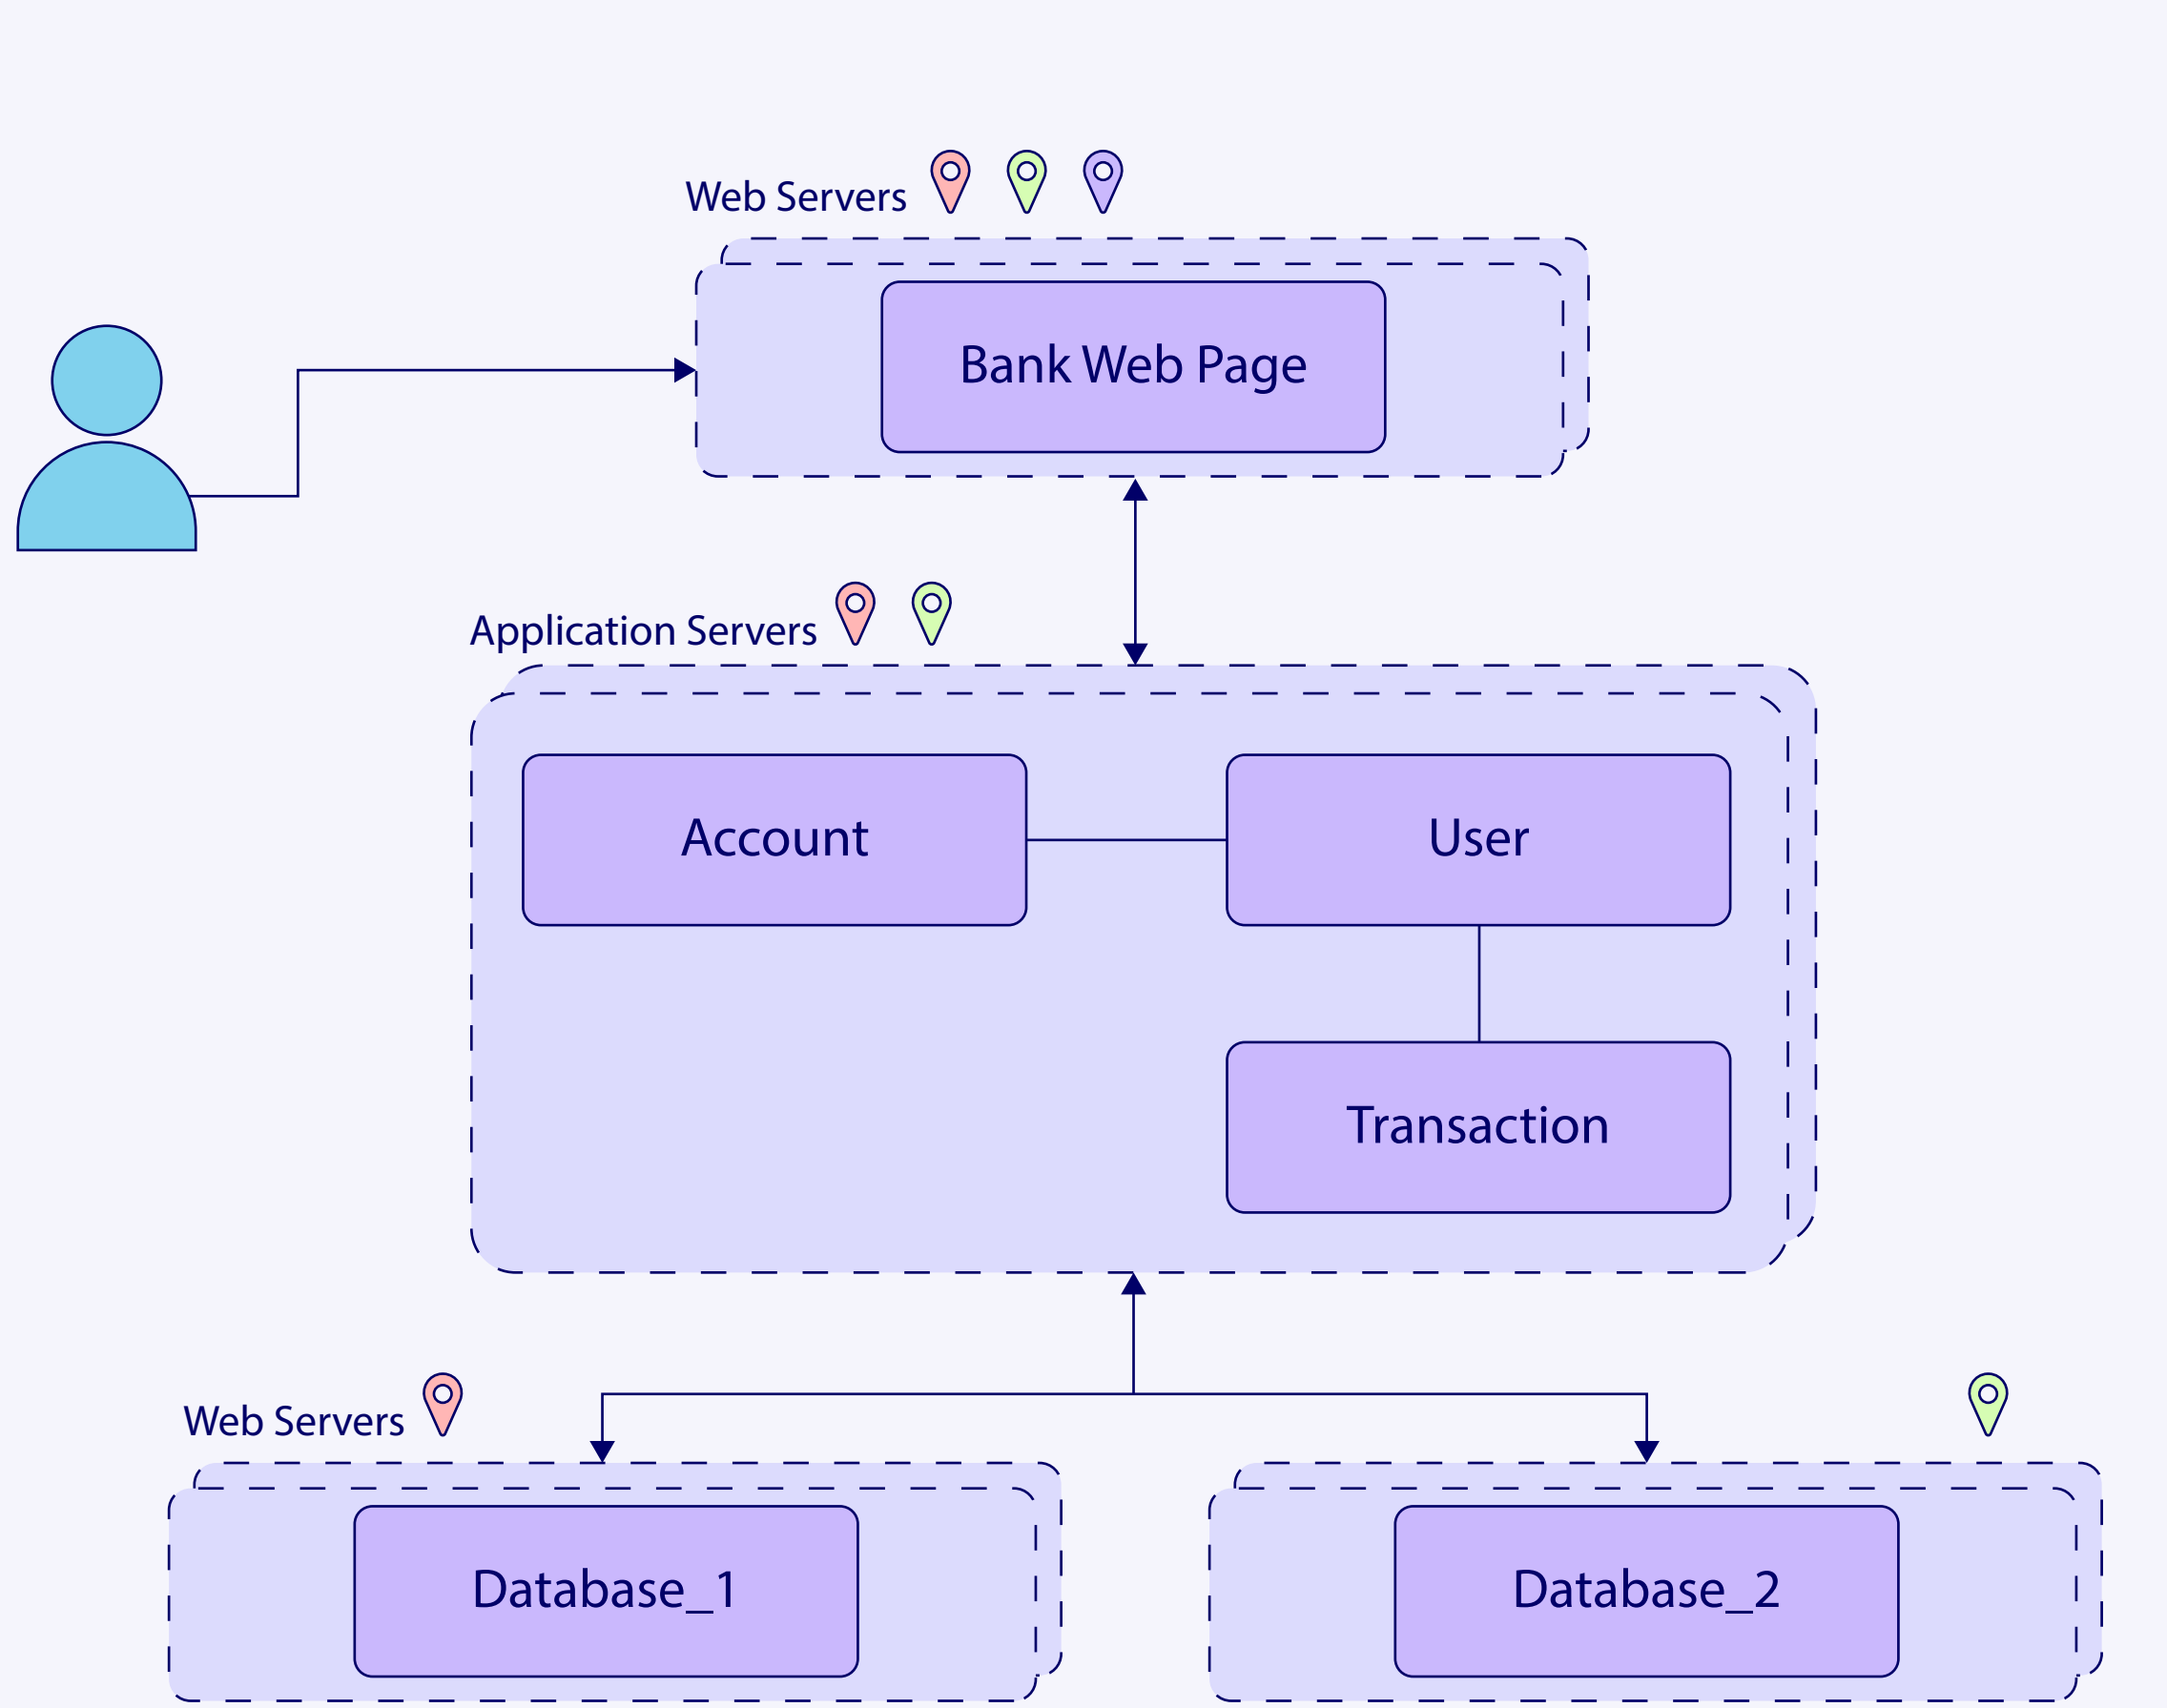 Web Servers
Bank Web Page
Application Servers
Account
User
Transaction
Web Servers
Database_1
Database_2